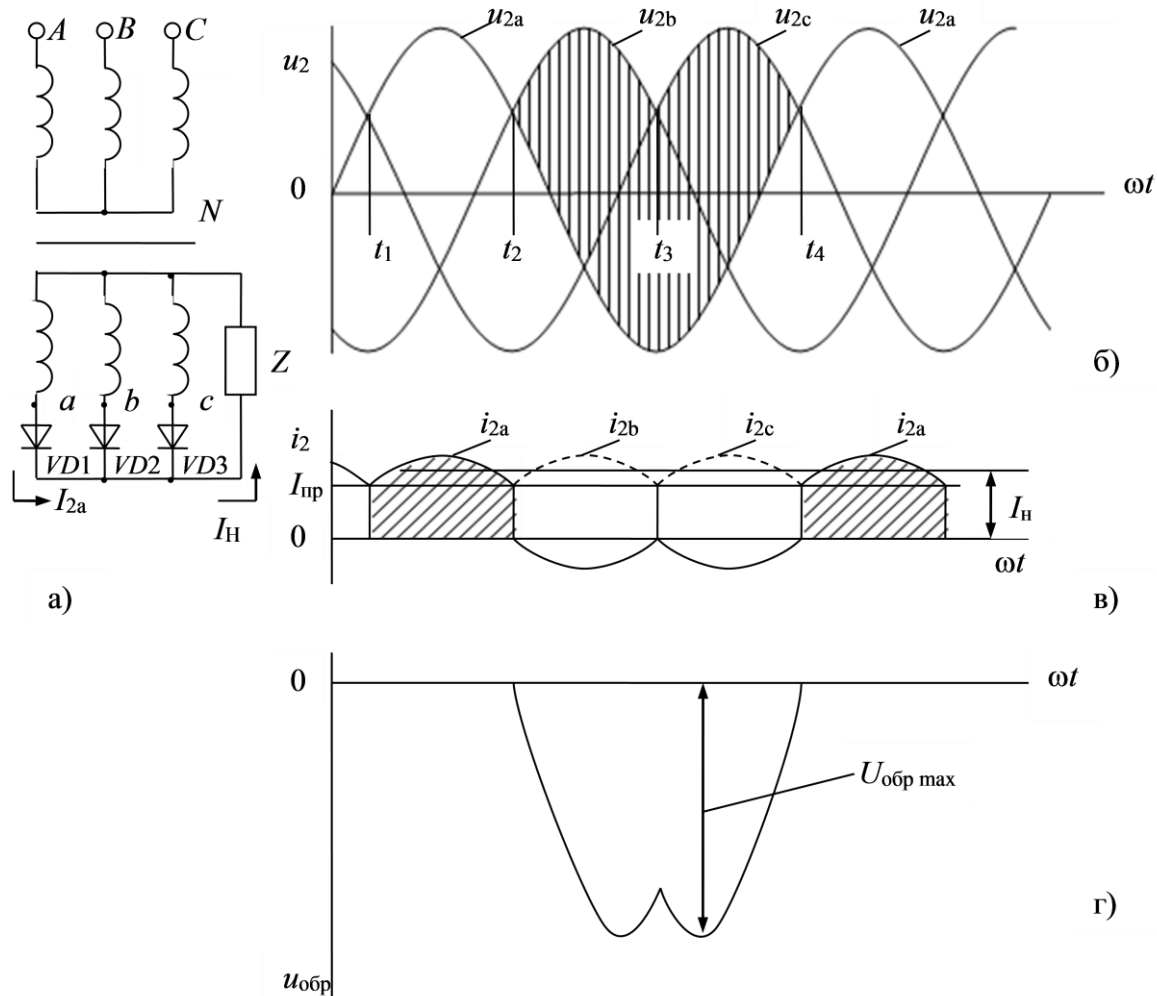 A B C
N
a b c
Z
VD1 VD2 VD3
I2a
IН
а)
u2a u2b u2c u2a
u2
0
ωt
t1 t2 t3 t4
б)
i2a i2b i2c i2a
i2
Iпр
Iн
0
ωt
в)
0
ωt
Uобр max
uобр
г)